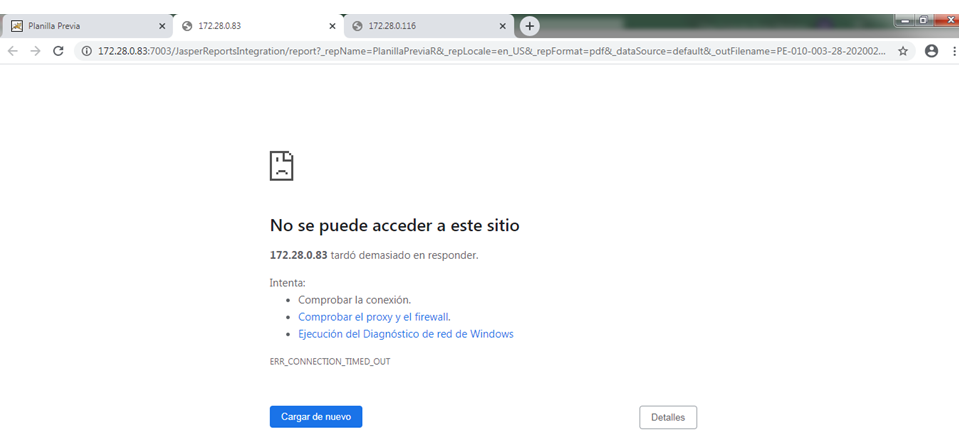 Planilla Previa
172.28.0.83
172.28.0.116
172.28.0.83:7003/JasperReportsIntegration/report?_repName=PlanillaPreviaR&_repLocale=en_US&_repFormat=pdf&_dataSource=default&_outFilename=PE-010-003-28-202002...
No se puede acceder a este sitio
172.28.0.83 tardó demasiado en responder.
Intenta:
• Comprobar la conexión.
• Comprobar el proxy y el firewall.
• Ejecución del Diagnóstico de red de Windows
ERR_CONNECTION_TIMED_OUT
Cargar de nuevo
Detalles